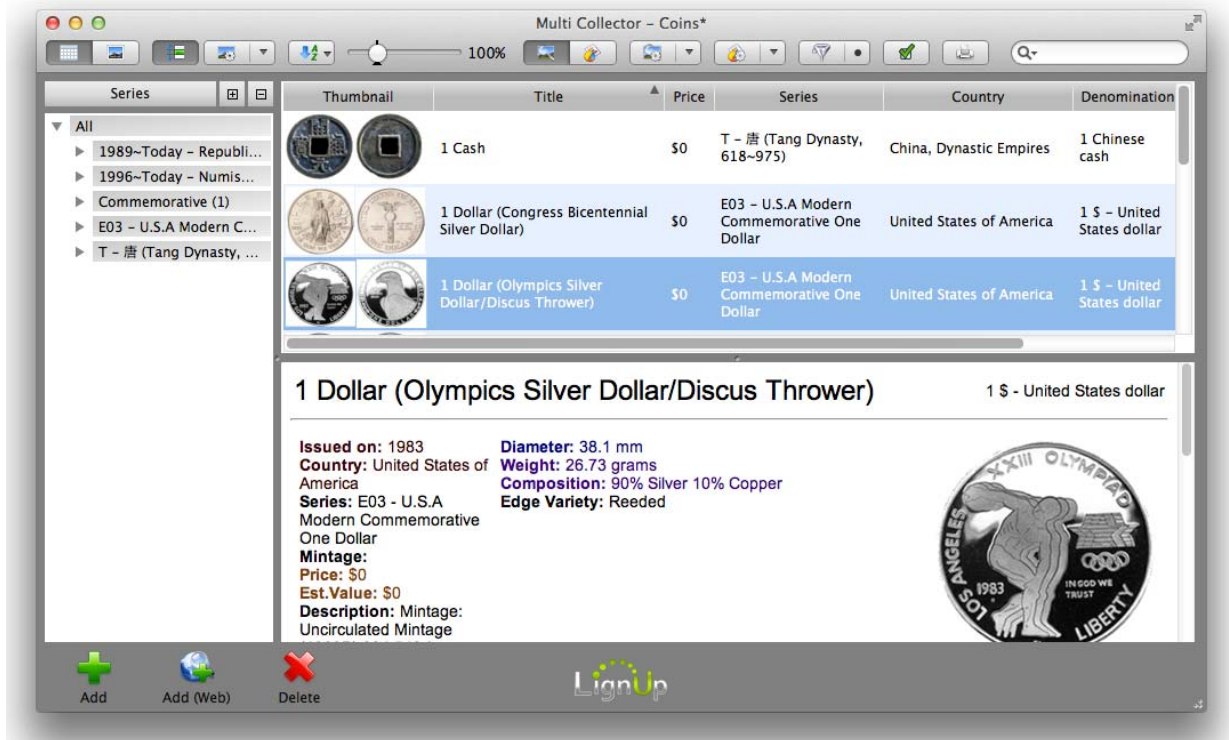 Multi Collector – Coins*
100%
Series
All
1989~Today – Republi...
1996~Today – Numis...
Commemorative (1)
E03 – U.S.A Modern C...
T – 唐 (Tang Dynasty, ...
Thumbnail Title Price Series Country Denomination
1 Cash $0 T – 唐 (Tang Dynasty, 618~975) China, Dynastic Empires 1 Chinese cash
1 Dollar (Congress Bicentennial Silver Dollar) $0 E03 – U.S.A Modern Commemorative One Dollar United States of America 1 $ – United States dollar
1 Dollar (Olympics Silver Dollar/Discus Thrower) $0 E03 – U.S.A Modern Commemorative One Dollar United States of America 1 $ – United States dollar
1 Dollar (Olympics Silver Dollar/Discus Thrower)
1 $ - United States dollar
Issued on: 1983
Country: United States of
America
Series: E03 - U.S.A
Modern Commemorative
One Dollar
Mintage:
Price: $0
Est.Value: $0
Description: Mintage:
Uncirculated Mintage
Diameter: 38.1 mm
Weight: 26.73 grams
Composition: 90% Silver 10% Copper
Edge Variety: Reeded
LOS ANGELES XXIII OLYMPIAD
1983
IN GOD WE
TRUST
LIBERTY
Add
Add (Web)
Delete
LignUp